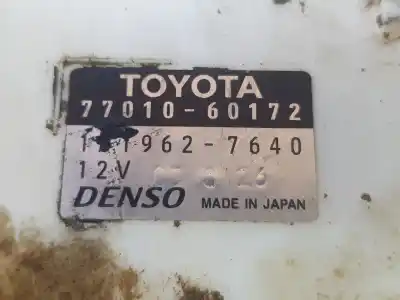 TOYOTA
77010-60172
962-7640
12V
DENSO MADE IN JAPAN